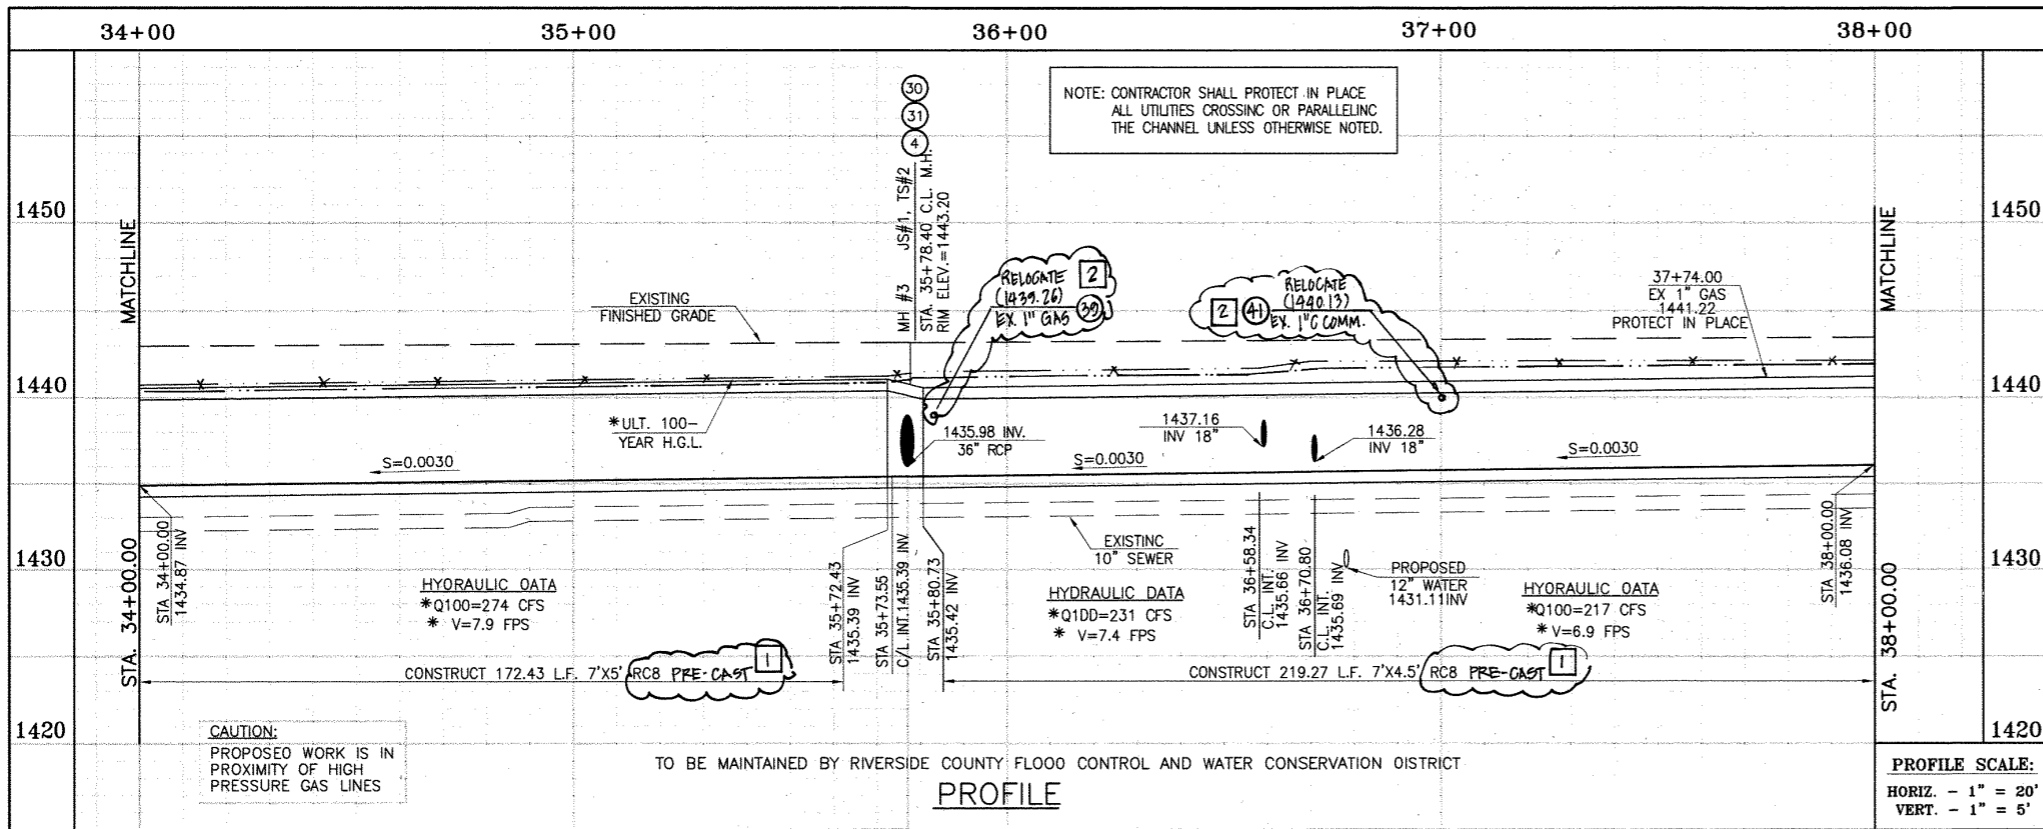 34+00 35+00 36+00 37+00 38+00
30
31
4
NOTE: CONTRACTOR SHALL PROTECT IN PLACE
ALL UTILITIES CROSSINC OR PARALLELINC
THE CHANNEL UNLESS OTHERWISE NOTED.
1450
1450
MATCHLINE
MATCHLINE
MH #3 JS#1, TS#2
STA. 35+78.40 C.L. M.H.
RIM ELEV.=1443.20
EXISTING
FINISHED GRADE
RELOCATE 2
(1439.26)
EX. 1" GAS 39
RELOCATE
(1440.13)
2 41 EX. 1"C COMM.
37+74.00
EX 1" GAS
1441.22
PROTECT IN PLACE
1440
1440
*ULT. 100-
YEAR H.G.L.
1435.98 INV.
36" RCP
1437.16
INV 18"
1436.28
INV 18"
S=0.0030
S=0.0030
S=0.0030
STA 34+00.00
1434.87 INV
EXISTINC
10" SEWER
STA. 34+00.00
1430
1430
HYDRAULIC OATA
*Q100=274 CFS
* V=7.9 FPS
STA 35+72.43
1435.39 INV
STA 35+73.55
C/L INT.1435.39 INV
STA 35+80.73
1435.42 INV
HYDRAULIC DATA
*Q1DD=231 CFS
* V=7.4 FPS
STA 36+58.34
C.L. INT.
1435.66 INV
STA 36+70.80
C.L. INT.
1435.69 INV
PROPOSED
12" WATER
1431.11INV
HYORAULIC OATA
*Q100=217 CFS
* V=6.9 FPS
STA 38+00.00
1436.08 INV
STA. 38+00.00
CONSTRUCT 172.43 L.F. 7'X5' RC8 PRE-CAST 1
CONSTRUCT 219.27 L.F. 7'X4.5' RC8 PRE-CAST 1
1420
1420
CAUTION:
PROPOSEO WORK IS IN
PROXIMITY OF HIGH
PRESSURE GAS LINES
TO BE MAINTAINED BY RIVERSIDE COUNTY FLOOO CONTROL AND WATER CONSERVATION OISTRICT
PROFILE
PROFILE SCALE:
HORIZ. - 1" = 20'
VERT. - 1" = 5'